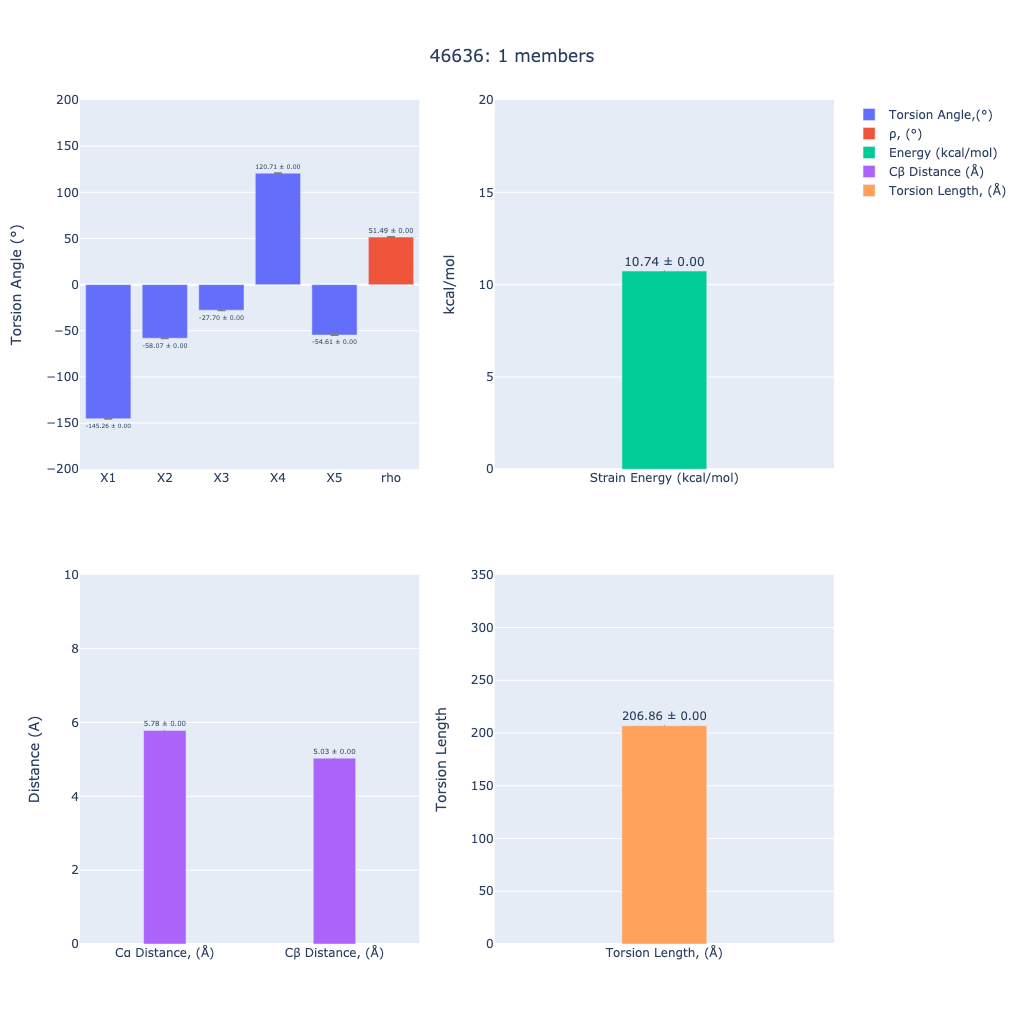 46636: 1 members
200
150
100
50
0
−50
−100
−150
−200
Torsion Angle (°)
-145.26 ± 0.00
-58.07 ± 0.00
-27.70 ± 0.00
120.71 ± 0.00
-54.61 ± 0.00
51.49 ± 0.00
X1 X2 X3 X4 X5 rho
20
15
10
5
0
kcal/mol
10.74 ± 0.00
Strain Energy (kcal/mol)
Torsion Angle,(°)
ρ, (°)
Energy (kcal/mol)
Cβ Distance (Å)
Torsion Length, (Å)
10
8
6
4
2
0
Distance (A)
5.78 ± 0.00
5.03 ± 0.00
Cα Distance, (Å) Cβ Distance, (Å)
350
300
250
200
150
100
50
0
Torsion Length
206.86 ± 0.00
Torsion Length, (Å)